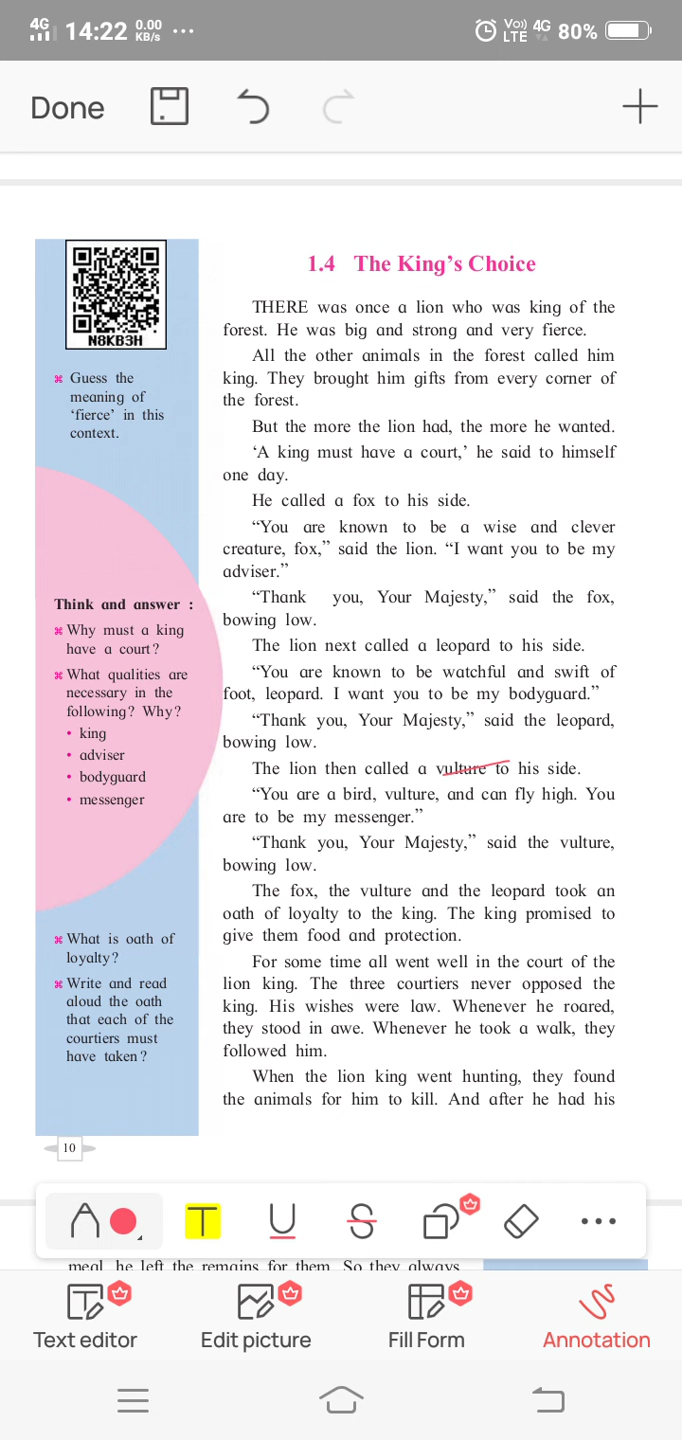 4G 14:22 0.00 KB/s ... Vo)) LTE 4G 80%
Done
N8KB3H
⌘ Guess the
meaning of
‘fierce’ in this
context.
Think and answer :
⌘ Why must a king
have a court?
⌘ What qualities are
necessary in the
following? Why?
• king
• adviser
• bodyguard
• messenger
⌘ What is oath of
loyalty?
⌘ Write and read
aloud the oath
that each of the
courtiers must
have taken?
1.4 The King’s Choice
THERE was once a lion who was king of the
forest. He was big and strong and very fierce.
All the other animals in the forest called him
king. They brought him gifts from every corner of
the forest.
But the more the lion had, the more he wanted.
‘A king must have a court,’ he said to himself
one day.
He called a fox to his side.
“You are known to be a wise and clever
creature, fox,” said the lion. “I want you to be my
adviser.”
“Thank you, Your Majesty,” said the fox,
bowing low.
The lion next called a leopard to his side.
“You are known to be watchful and swift of
foot, leopard. I want you to be my bodyguard.”
“Thank you, Your Majesty,” said the leopard,
bowing low.
The lion then called a vulture to his side.
“You are a bird, vulture, and can fly high. You
are to be my messenger.”
“Thank you, Your Majesty,” said the vulture,
bowing low.
The fox, the vulture and the leopard took an
oath of loyalty to the king. The king promised to
give them food and protection.
For some time all went well in the court of the
lion king. The three courtiers never opposed the
king. His wishes were law. Whenever he roared,
they stood in awe. Whenever he took a walk, they
followed him.
When the lion king went hunting, they found
the animals for him to kill. And after he had his
10
meal, he left the remains for them. So they always
Text editor Edit picture Fill Form Annotation